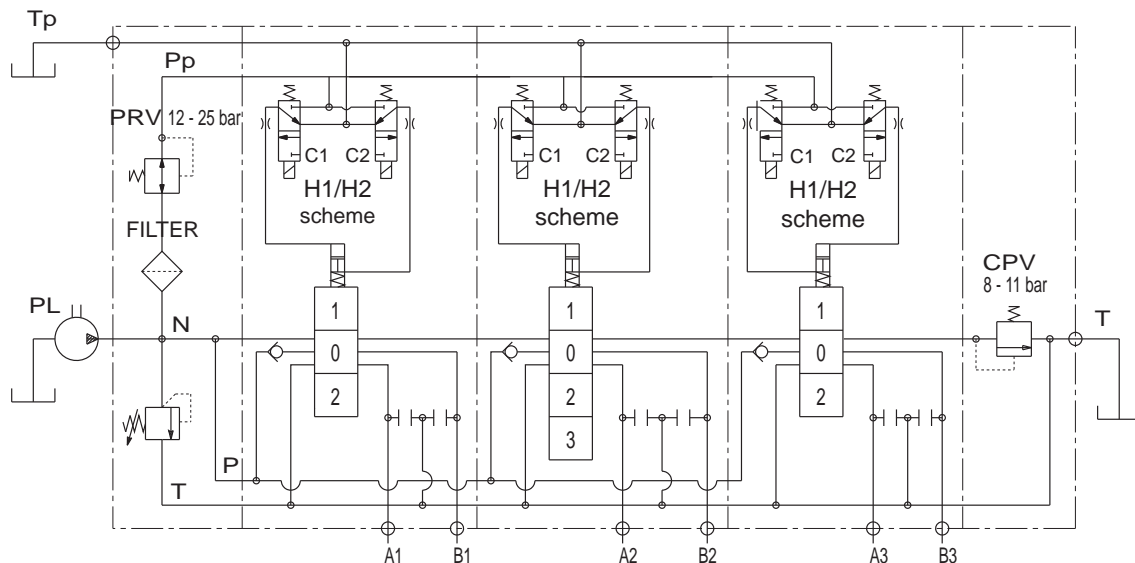 Tp
Pp
PRV 12 - 25 bar
C1 C2
H1/H2
scheme
C1 C2
H1/H2
scheme
C1 C2
H1/H2
scheme
FILTER
CPV
8 - 11 bar
PL
N
T
1
0
2
1
0
2
3
1
0
2
P
T
A1
B1
A2
B2
A3
B3